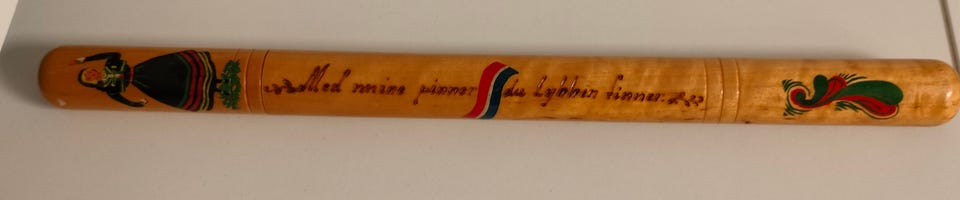 Med mine pinner du lykken finner.